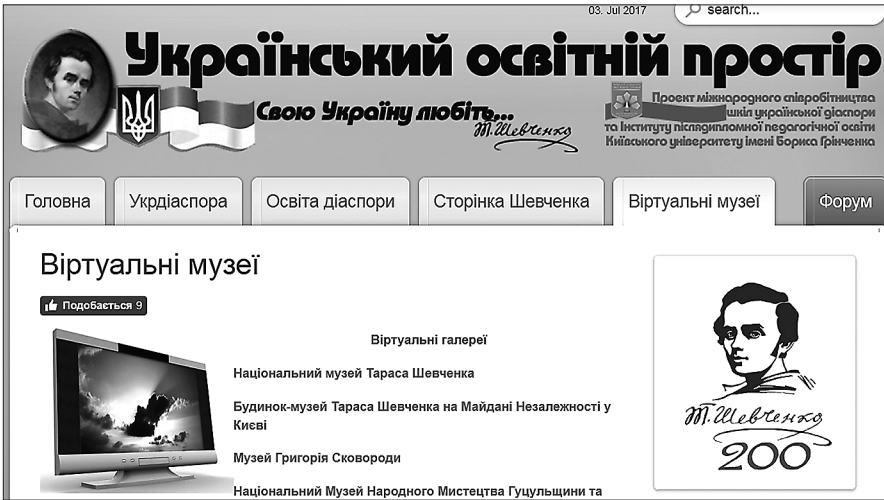 03. Jul 2017
search...
Український освітній простір
Свою Україну любіть...
Т.Шевченко
Проект міжнародного співробітництва
шкіл української діаспори
та Інституту післядипломної педагогічної освіти
Київського університету імені Бориса Грінченка
Головна
Укрдіаспора
Освіта діаспори
Сторінка Шевченка
Віртуальні музеї
Форум
Віртуальні музеї
Подобається 9
Віртуальні галереї
Національний музей Тараса Шевченка
Будинок-музей Тараса Шевченка на Майдані Незалежності у
Києві
Музей Григорія Сковороди
Національний Музей Народного Мистецтва Гуцульщини та
Т.Шевченко
200